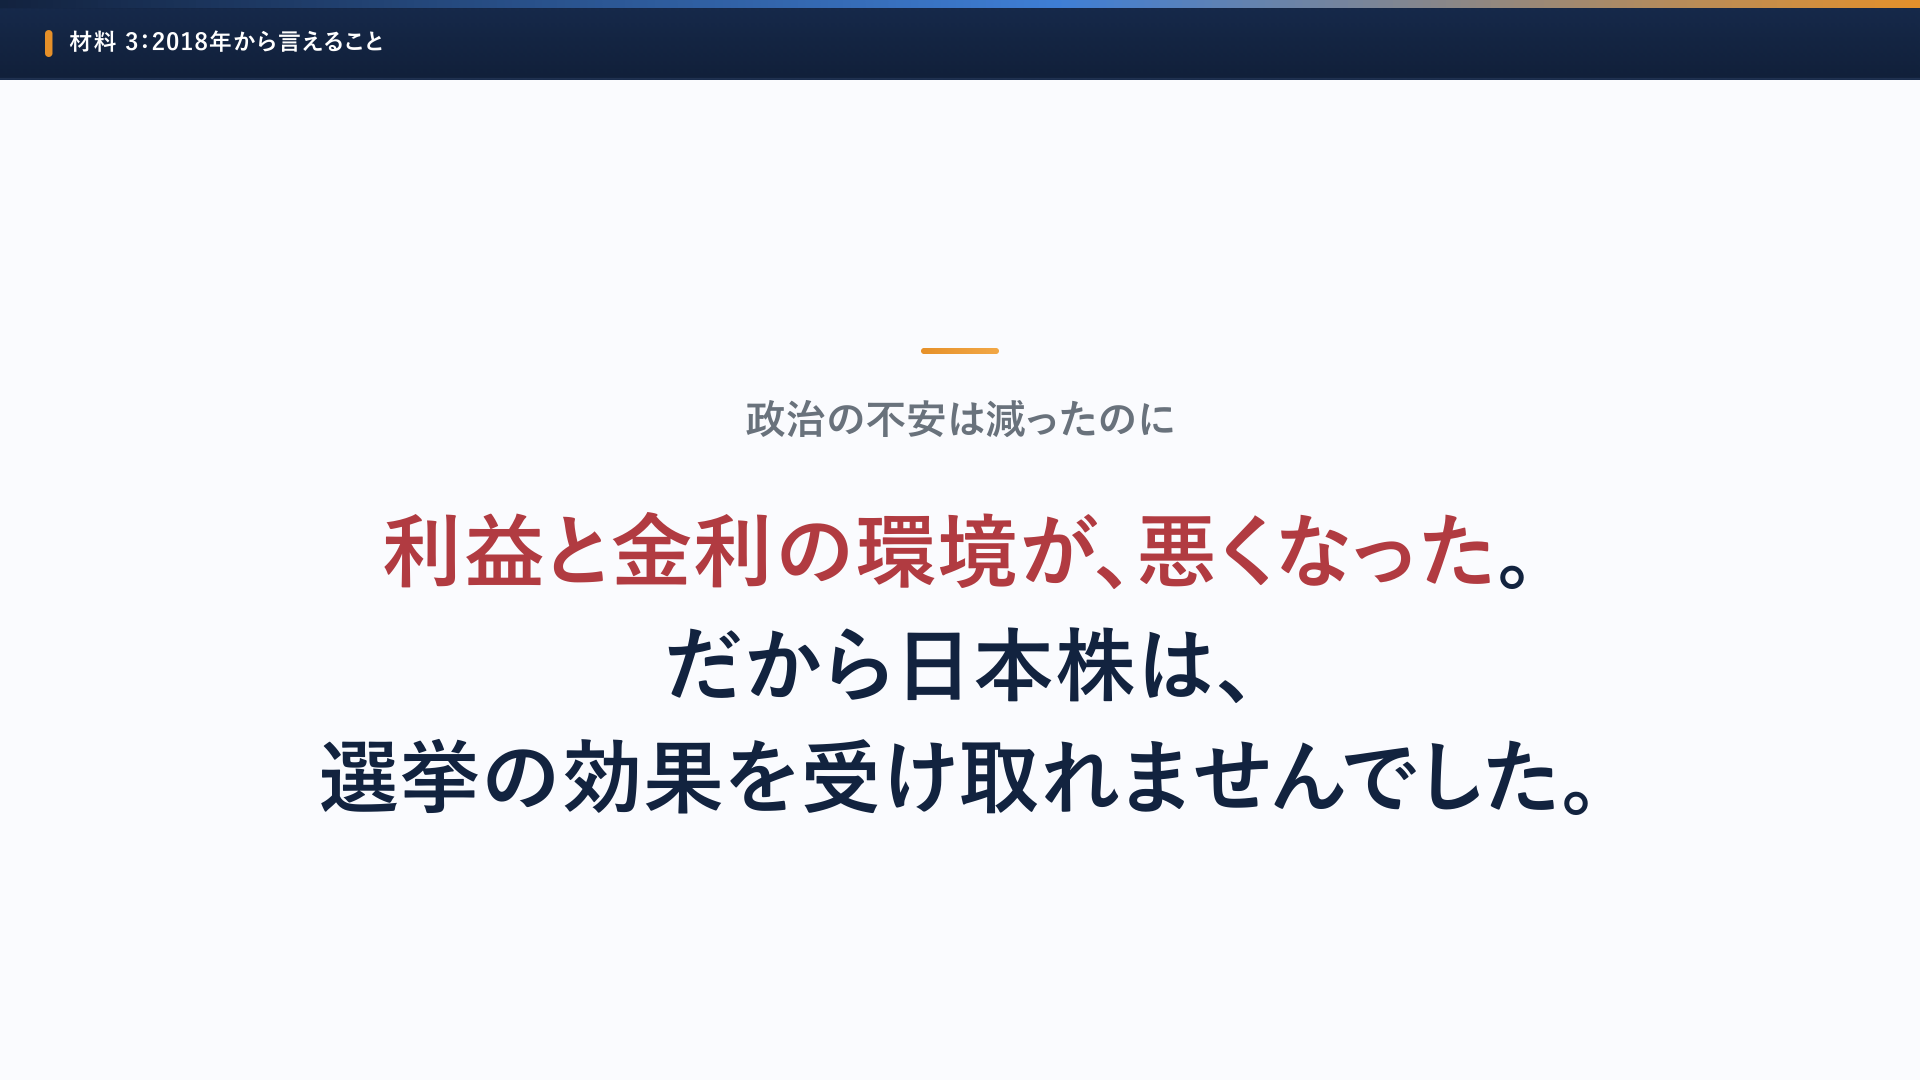 材料 3：2018年から言えること
政治の不安は減ったのに
利益と金利の環境が、悪くなった。
だから日本株は、
選挙の効果を受け取れませんでした。